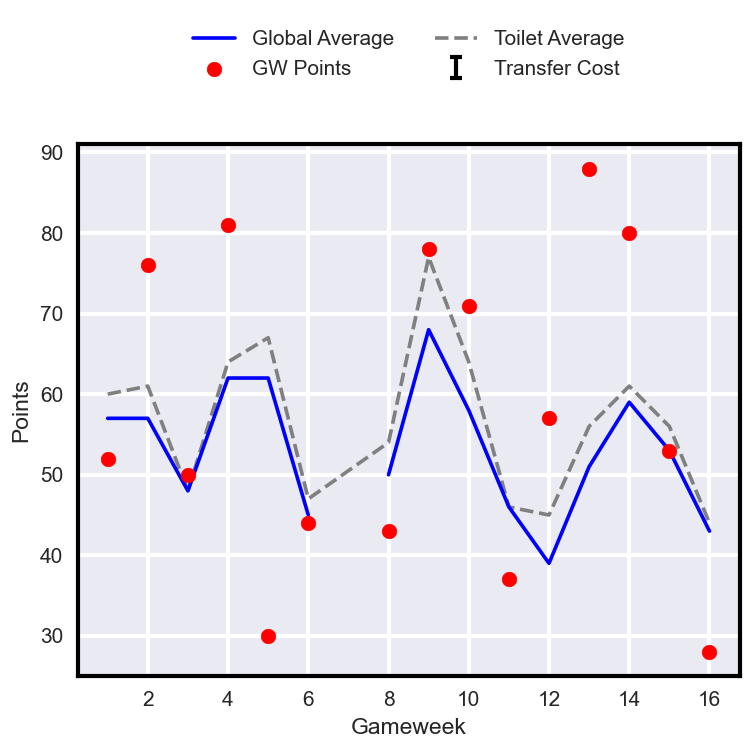 Global Average
GW Points
Toilet Average
Transfer Cost
90
80
70
60
50
40
30
Points
2 4 6 8 10 12 14 16
Gameweek